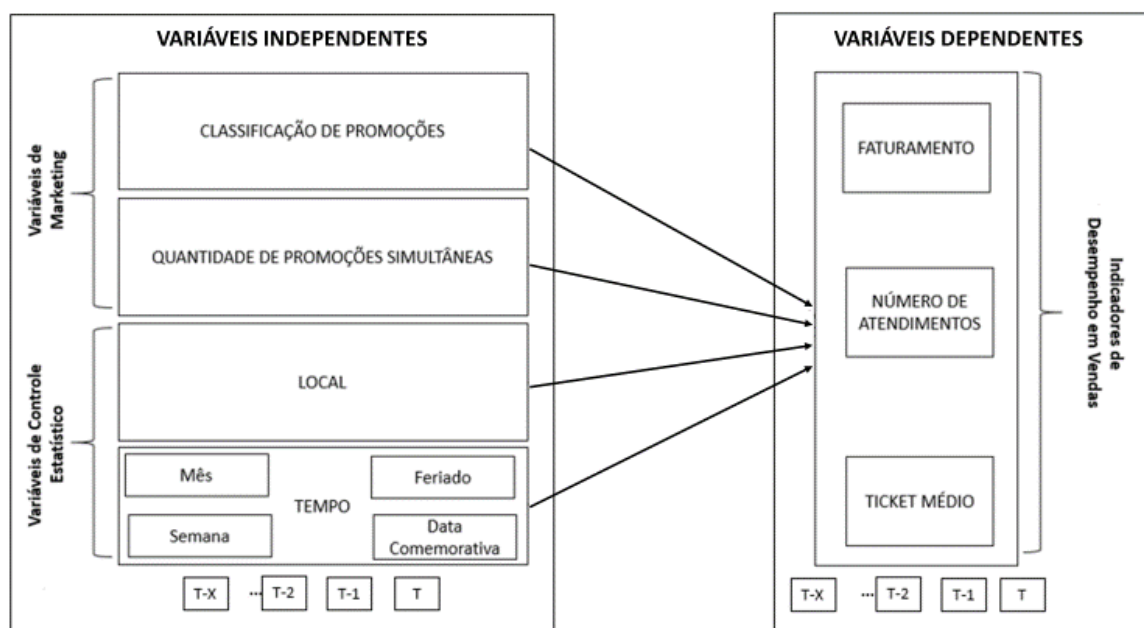 VARIÁVEIS INDEPENDENTES
Variáveis de
Marketing
CLASSIFICAÇÃO DE PROMOÇÕES
QUANTIDADE DE PROMOÇÕES SIMULTÂNEAS
Variáveis de Controle
Estatístico
LOCAL
Mês
Feriado
TEMPO
Semana
Data
Comemorativa
T-X
...
T-2
T-1
T
VARIÁVEIS DEPENDENTES
FATURAMENTO
NÚMERO DE
ATENDIMENTOS
TICKET MÉDIO
Indicadores de
Desempenho em Vendas
T-X
...
T-2
T-1
T